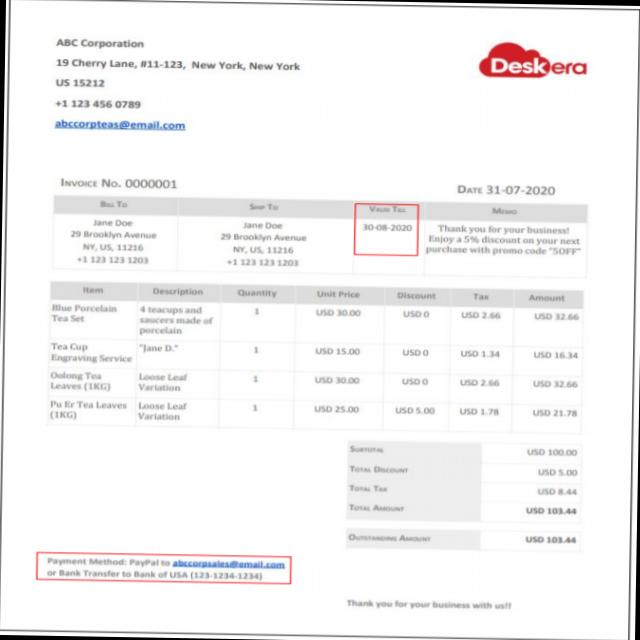 ABC Corporation
19 Cherry Lane, #11-123, New York, New York
US 15212
+1 123 456 0789
abccorpteas@email.com
Deskera
INVOICE NO. 0000001
DATE 31-07-2020
BILL TO SHIP TO VALID TILL MEMO
Jane Doe Jane Doe 30-08-2020 Thank you for your business!
29 Brooklyn Avenue 29 Brooklyn Avenue Enjoy a 5% discount on your next
NY, US, 11216 NY, US, 11216 purchase with promo code "5OFF"
+1 123 123 1203 +1 123 123 1203
Item Description Quantity Unit Price Discount Tax Amount
Blue Porcelain 4 teacups and 1 USD 30.00 USD 0 USD 2.66 USD 32.66
Tea Set saucers made of
porcelain
Tea Cup "Jane D." 1 USD 15.00 USD 0 USD 1.34 USD 16.34
Engraving Service
Oolong Tea Loose Leaf 1 USD 30.00 USD 0 USD 2.66 USD 32.66
Leaves (1KG) Variation
Pu Er Tea Leaves Loose Leaf 1 USD 25.00 USD 5.00 USD 1.78 USD 21.78
(1KG) Variation
SUBTOTAL USD 100.00
TOTAL DISCOUNT USD 5.00
TOTAL TAX USD 8.44
TOTAL AMOUNT USD 103.44
OUTSTANDING AMOUNT USD 103.44
Payment Method: PayPal to abccorpsales@email.com
or Bank Transfer to Bank of USA (123-1234-1234)
Thank you for your business with us!!